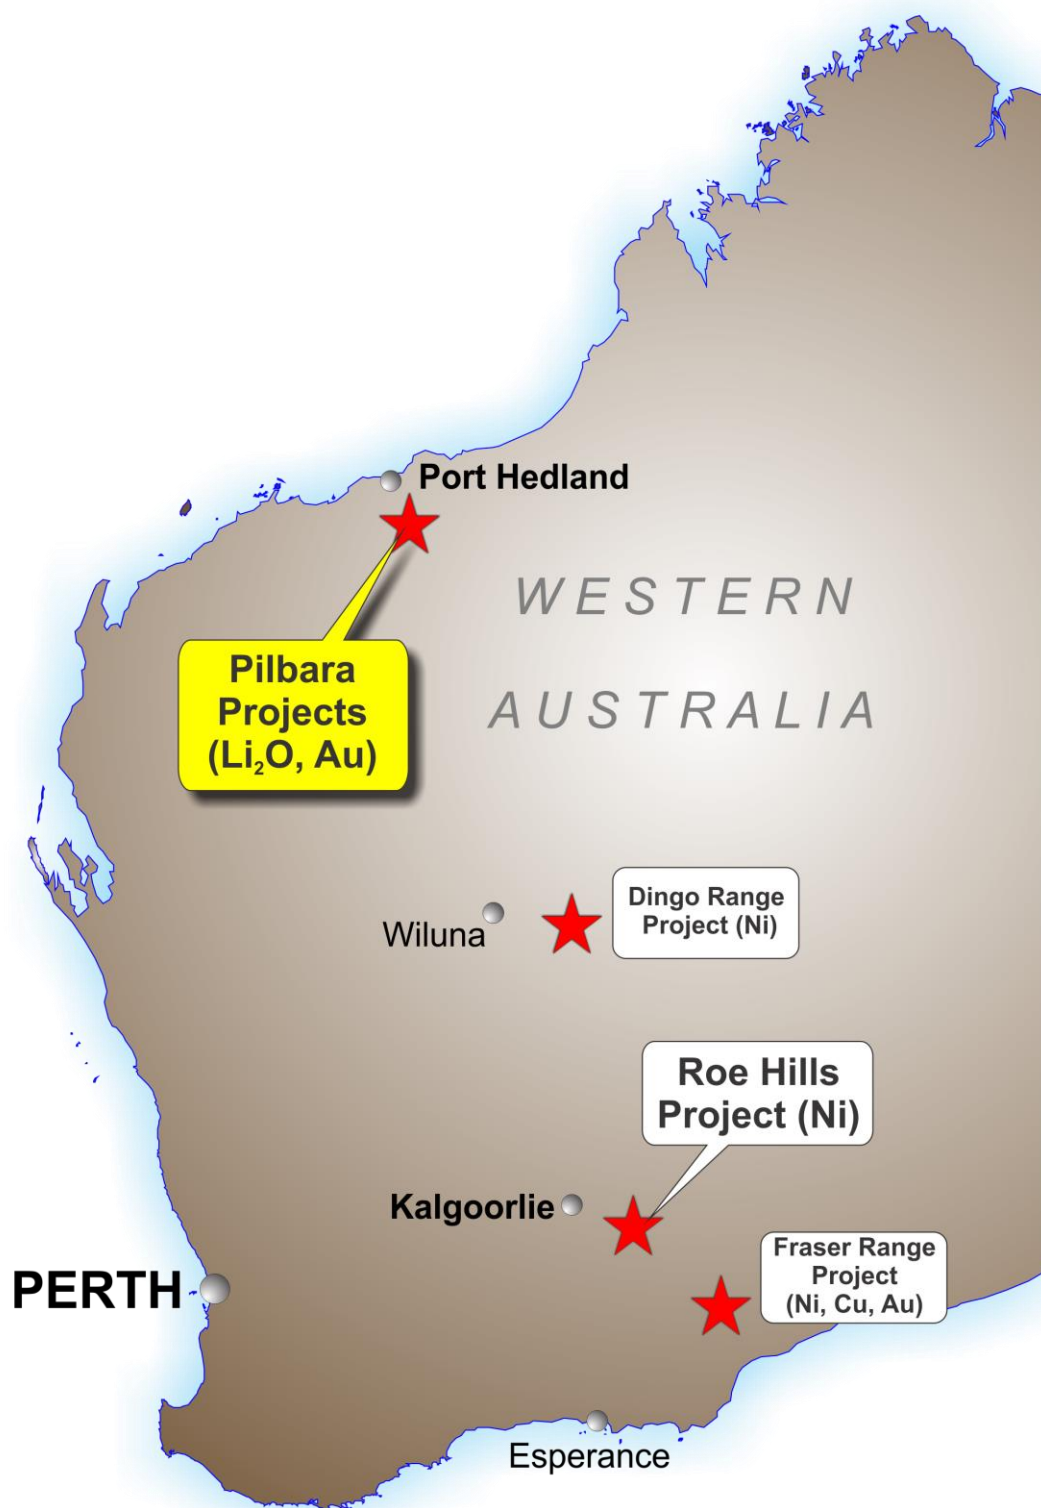 Port Hedland
WESTERN
AUSTRALIA
Pilbara
Projects
(Li₂O, Au)
Dingo Range
Project (Ni)
Wiluna
Roe Hills
Project (Ni)
Kalgoorlie
Fraser Range
Project
(Ni, Cu, Au)
PERTH
Esperance